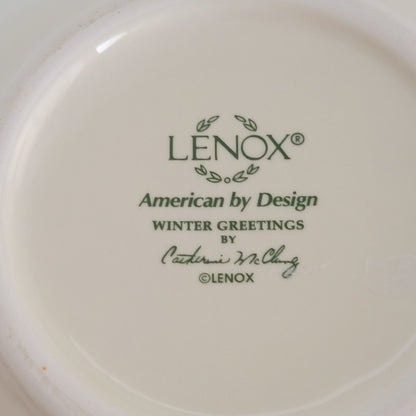 LENOX®
American by Design
WINTER GREETINGS
BY
Catherine McClung
©LENOX